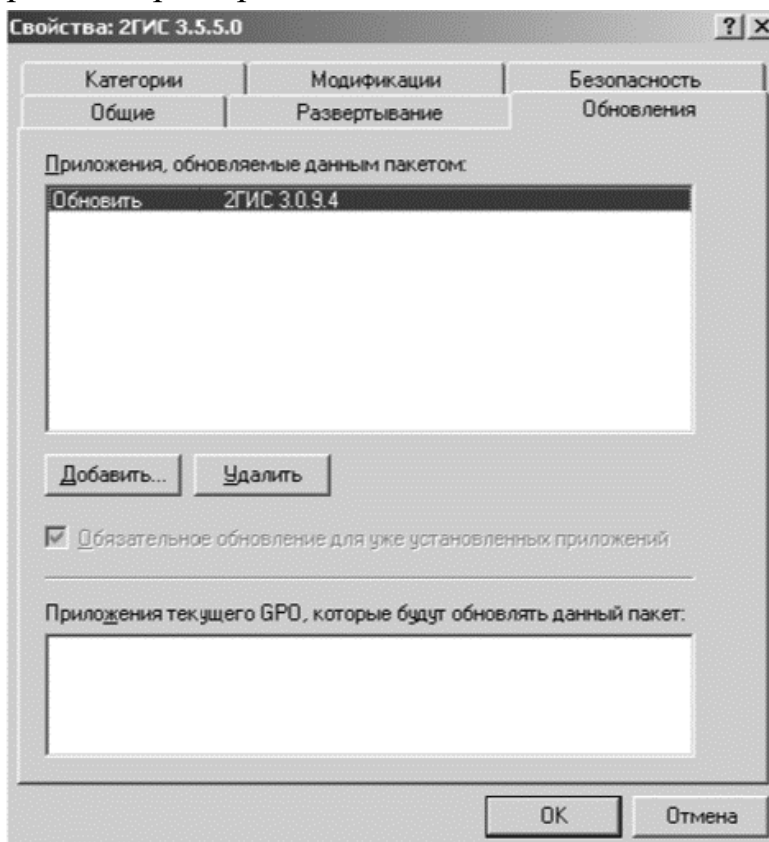 Свойства: 2ГИС 3.5.5.0
Категории Модификации Безопасность
Общие Развертывание Обновления
Приложения, обновляемые данным пакетом:
Обновить 2ГИС 3.0.9.4
Добавить... Удалить
Обязательное обновление для уже установленных приложений
Приложения текущего GPO, которые будут обновлять данный пакет:
OK Отмена